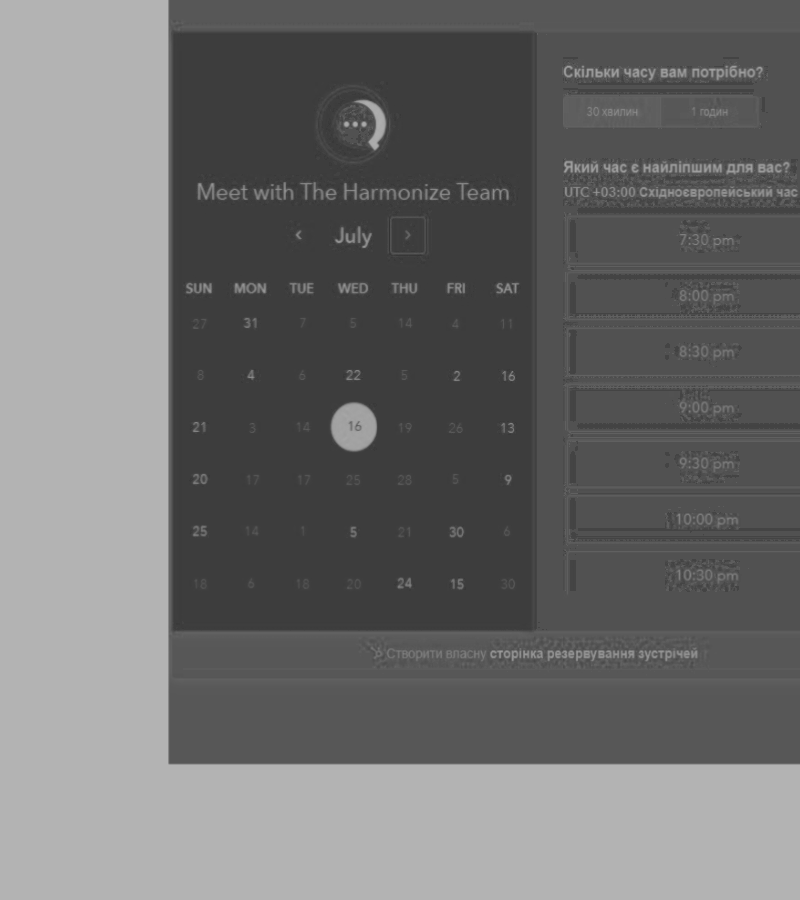 Meet with The Harmonize Team
July
SUN MON TUE WED THU FRI SAT
27 31 7 5 14 4 11
8 4 6 22 5 2 16
21 3 14 16 19 26 13
20 17 17 25 28 5 9
25 14 1 5 21 30 6
18 6 18 20 24 15 30
Скільки часу вам потрібно?
30 хвилин 1 годин
Який час є найліпшим для вас?
UTC +03:00 Східноєвропейський час
7:30 pm
8:00 pm
8:30 pm
9:00 pm
9:30 pm
10:00 pm
10:30 pm
Створити власну сторінка резервування зустрічей